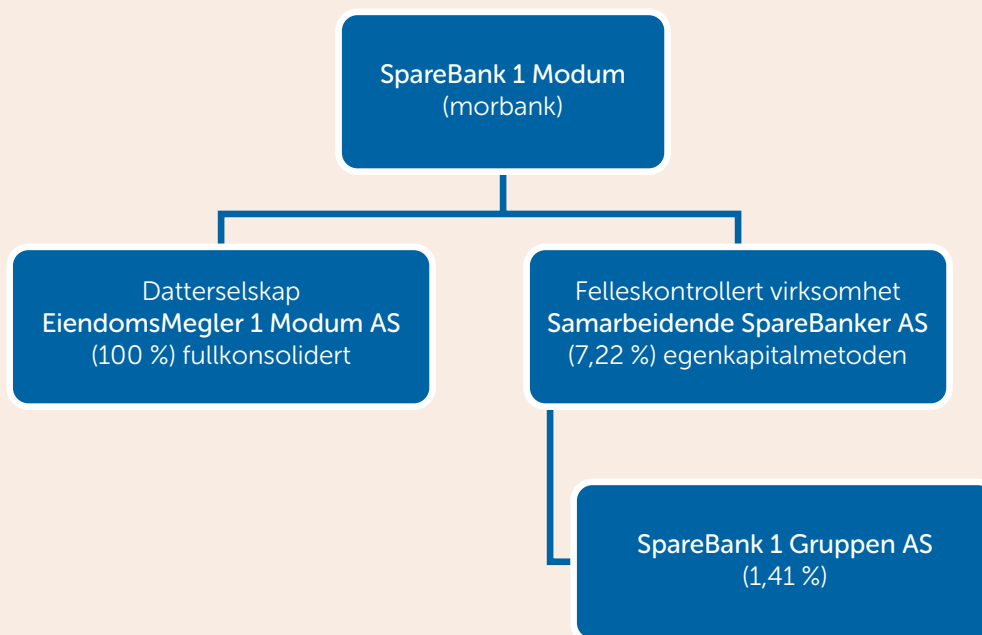 SpareBank 1 Modum
(morbank)
Datterselskap
EiendomsMegler 1 Modum AS
(100 %) fullkonsolidert
Felleskontrollert virksomhet
Samarbeidende SpareBanker AS
(7,22 %) egenkapitalmetoden
SpareBank 1 Gruppen AS
(1,41 %)